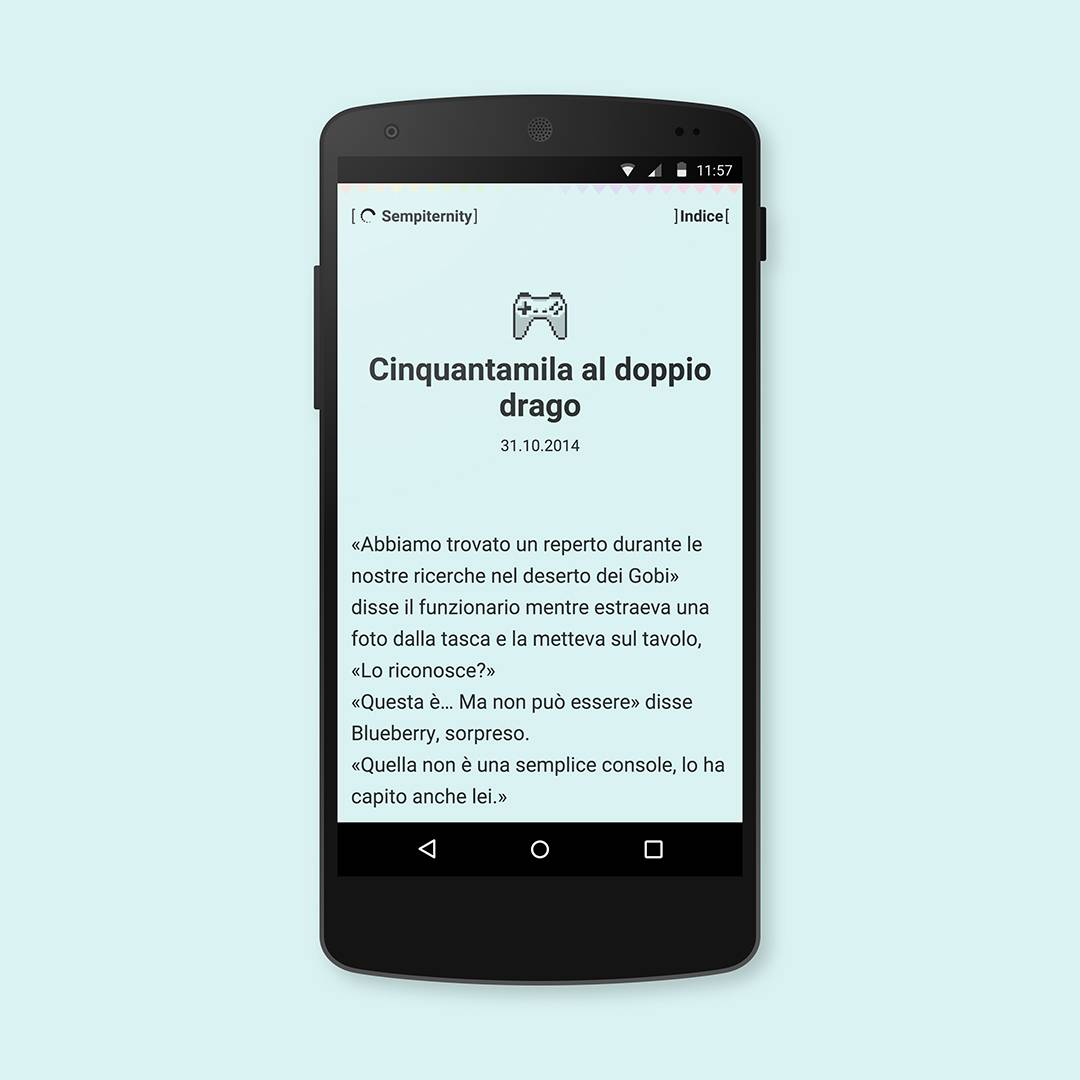 11:57
[ Sempiternity] ]Indice[
Cinquantamila al doppio
drago
31.10.2014
«Abbiamo trovato un reperto durante le
nostre ricerche nel deserto dei Gobi»
disse il funzionario mentre estraeva una
foto dalla tasca e la metteva sul tavolo,
«Lo riconosce?»
«Questa è… Ma non può essere» disse
Blueberry, sorpreso.
«Quella non è una semplice console, lo ha
capito anche lei.»